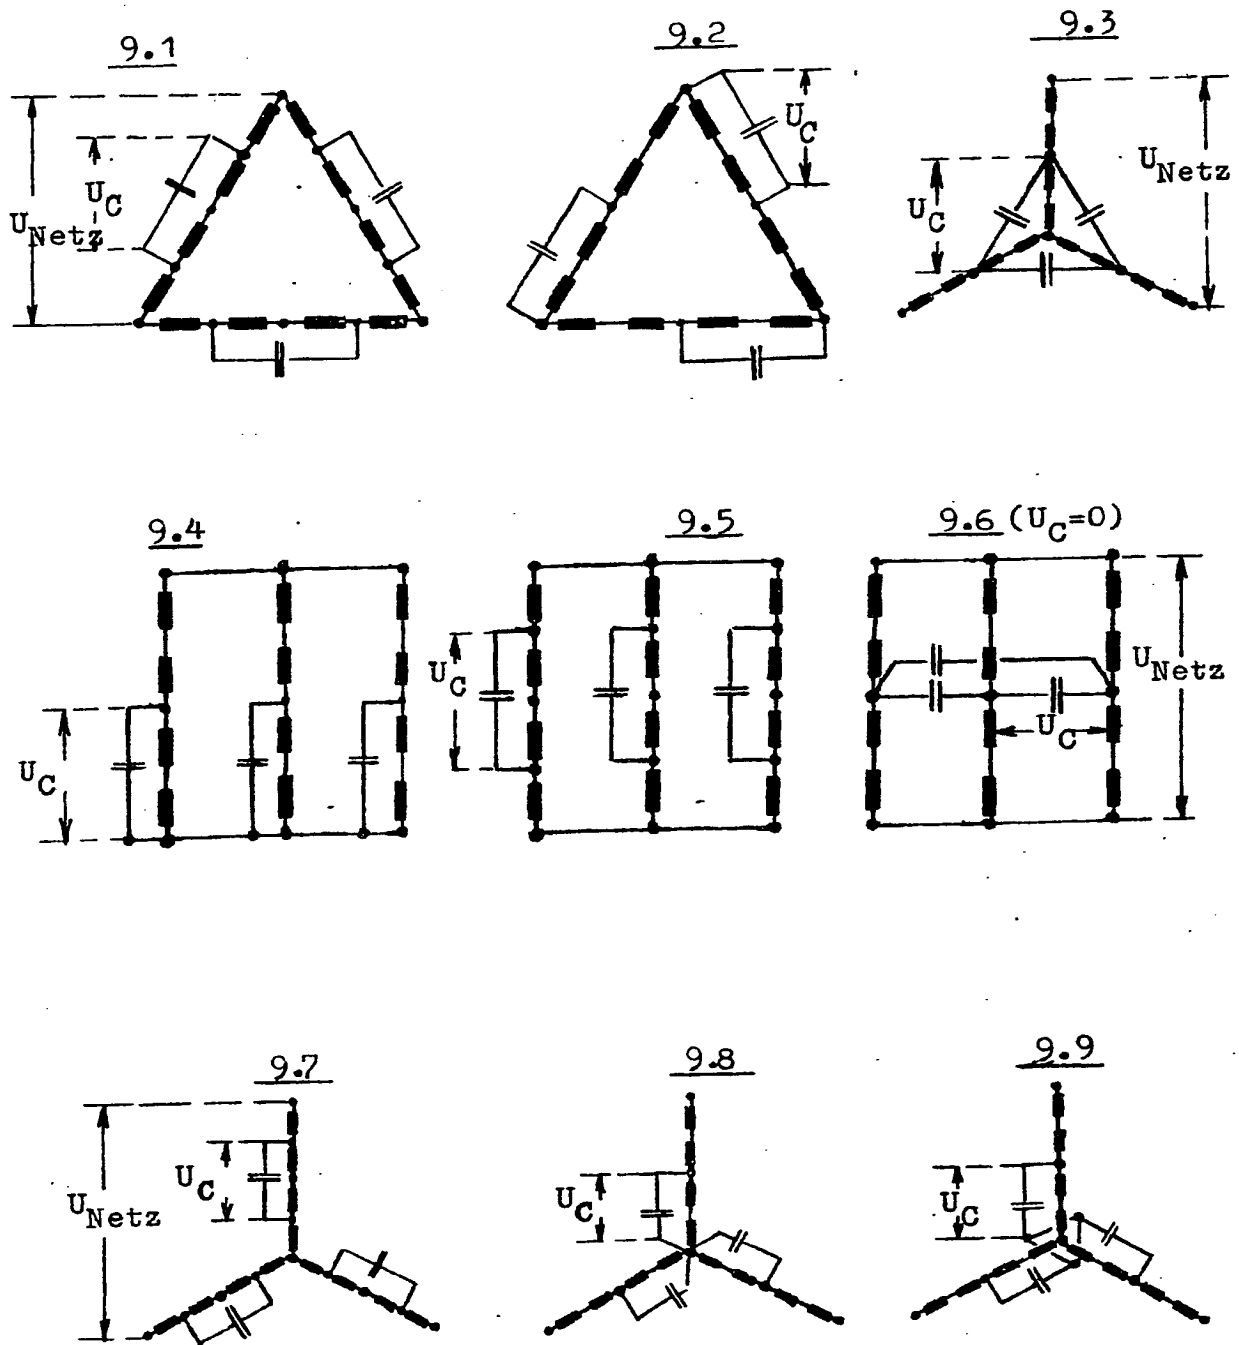 9.1
9.2
9.3
U_C
U_Netz
U_C
U_Netz
U_C
9.4
9.5
9.6 (U_C=0)
U_C
U_C
U_C
U_Netz
9.7
9.8
9.9
U_C
U_Netz
U_C
U_C